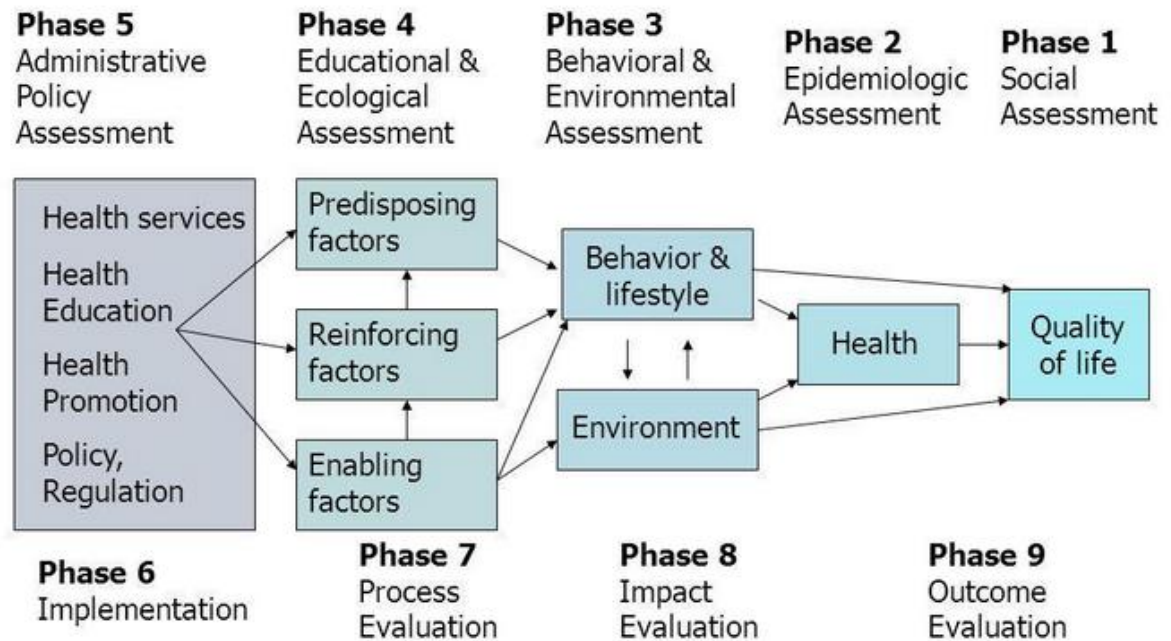 Phase 5
Administrative
Policy
Assessment
Phase 4
Educational &
Ecological
Assessment
Phase 3
Behavioral &
Environmental
Assessment
Phase 2
Epidemiologic
Assessment
Phase 1
Social
Assessment
Health services
Health
Education
Health
Promotion
Policy,
Regulation
Predisposing
factors
Reinforcing
factors
Enabling
factors
Behavior &
lifestyle
Environment
Health
Quality
of life
Phase 6
Implementation
Phase 7
Process
Evaluation
Phase 8
Impact
Evaluation
Phase 9
Outcome
Evaluation